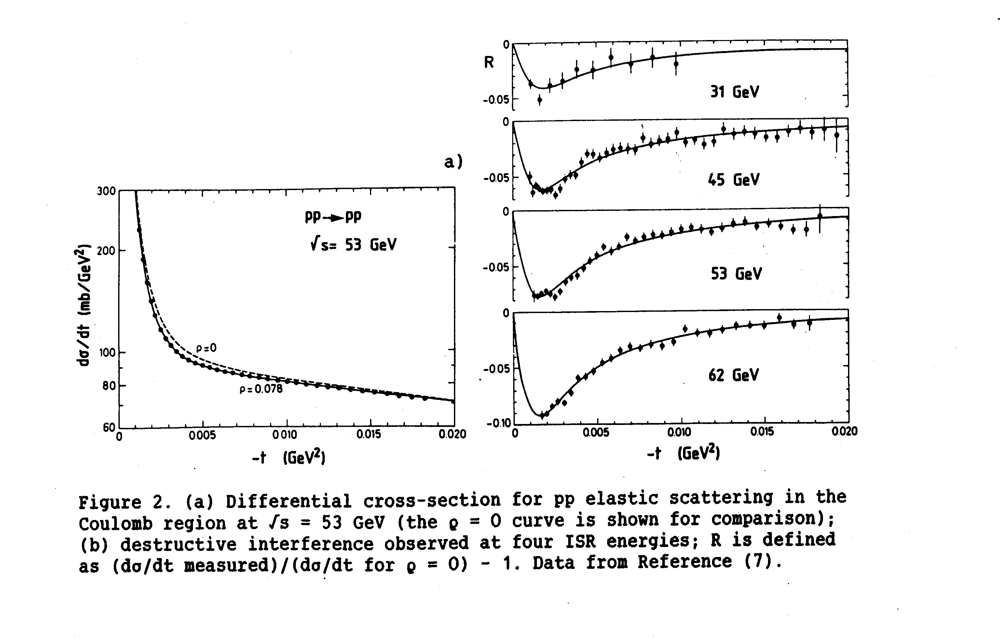 a)
300
200
100
80
60
dσ/dt (mb/GeV²)
pp→pp
√s= 53 GeV
ρ=0
ρ=0.078
0 0.005 0 010 0.015 0.020
-t (GeV²)
R
0
-0.05
31 GeV
0
-0.05
45 GeV
0
-0.05
53 GeV
0
-0.05
-0.10
62 GeV
0 0.005 0.010 0.015 0.020
-t (GeV²)
Figure 2. (a) Differential cross-section for pp elastic scattering in the
Coulomb region at √s = 53 GeV (the ϱ = 0 curve is shown for comparison);
(b) destructive interference observed at four ISR energies; R is defined
as (dσ/dt measured)/(dσ/dt for ϱ = 0) - 1. Data from Reference (7).